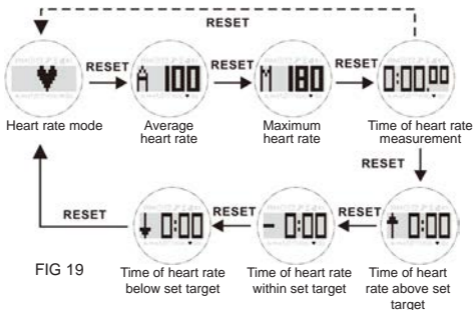 RESET
RESET
RESET
RESET
A 100
M 180
0:00.00
Heart rate mode
Average
heart rate
Maximum
heart rate
Time of heart rate
measurement
RESET
RESET
RESET
RESET
0:00
- 0:00
0:00
FIG 19
Time of heart rate
below set target
Time of heart rate
within set target
Time of heart
rate above set
target